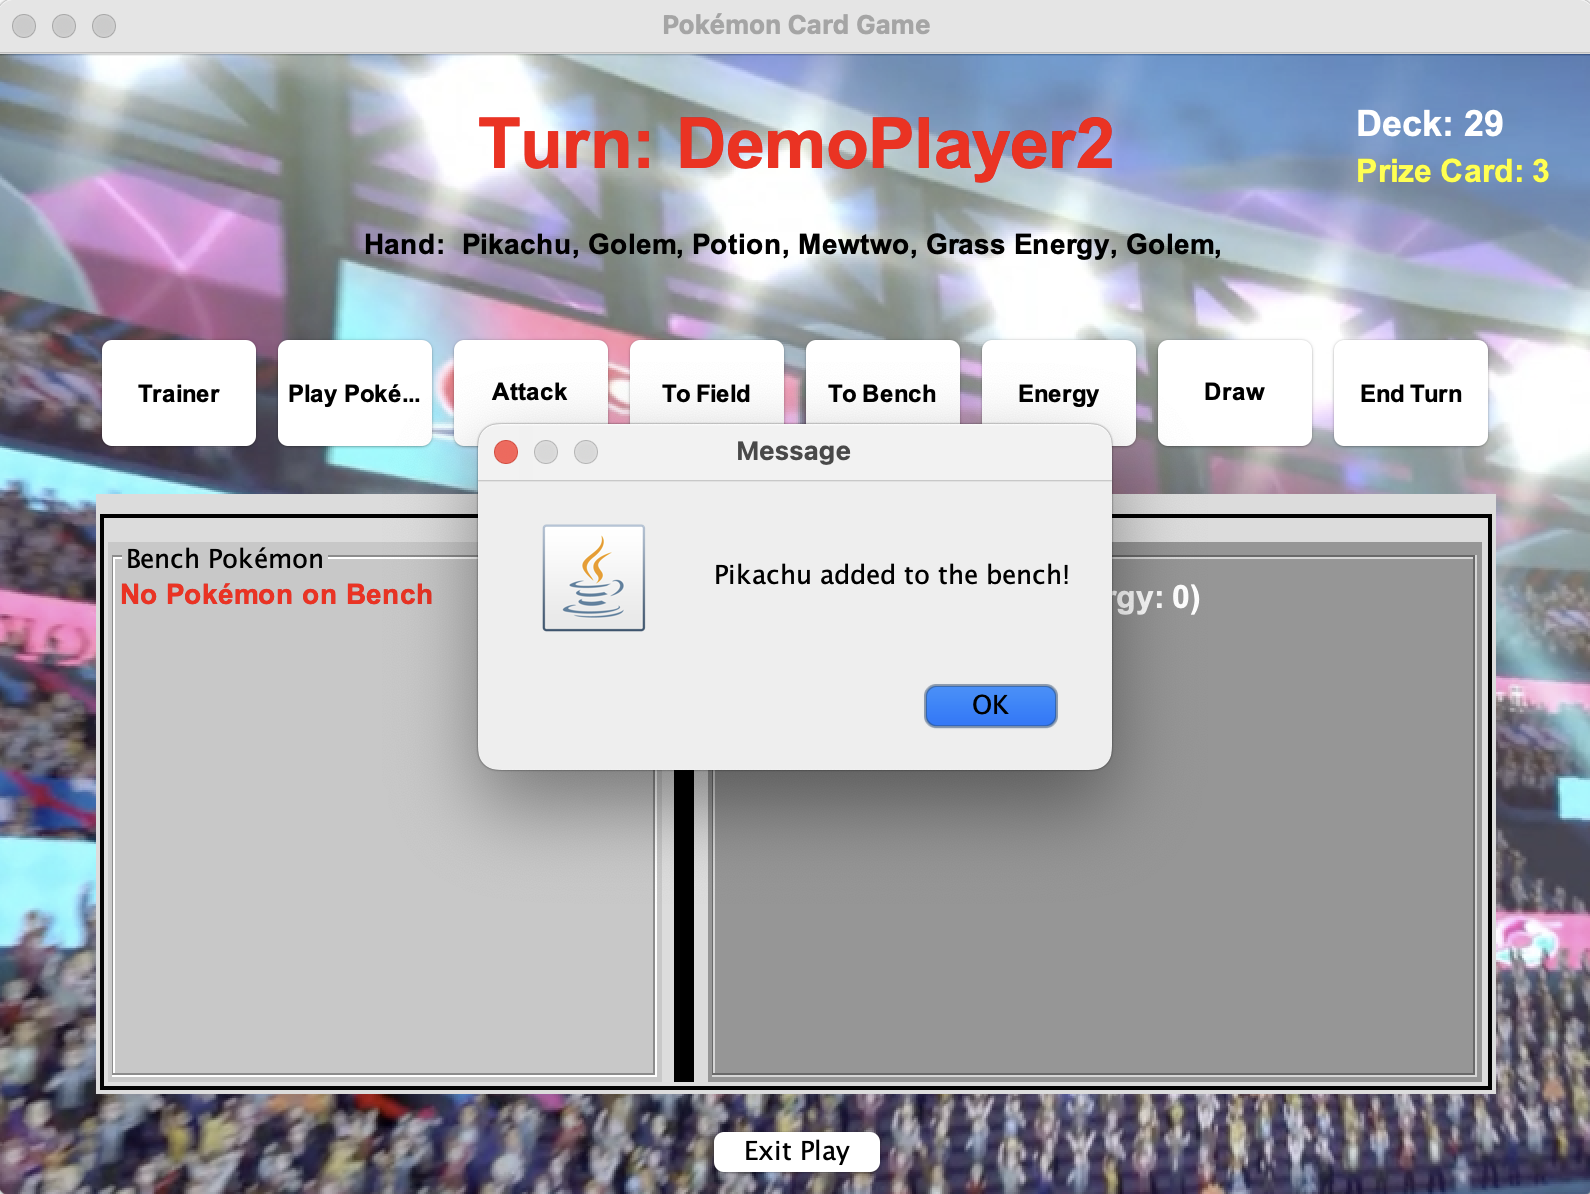 Pokémon Card Game
Turn: DemoPlayer2
Deck: 29
Prize Card: 3
Hand: Pikachu, Golem, Potion, Mewtwo, Grass Energy, Golem,
Trainer
Play Poké...
Attack
To Field
To Bench
Energy
Draw
End Turn
Message
Pikachu added to the bench!
OK
Bench Pokémon
No Pokémon on Bench
0)
Exit Play